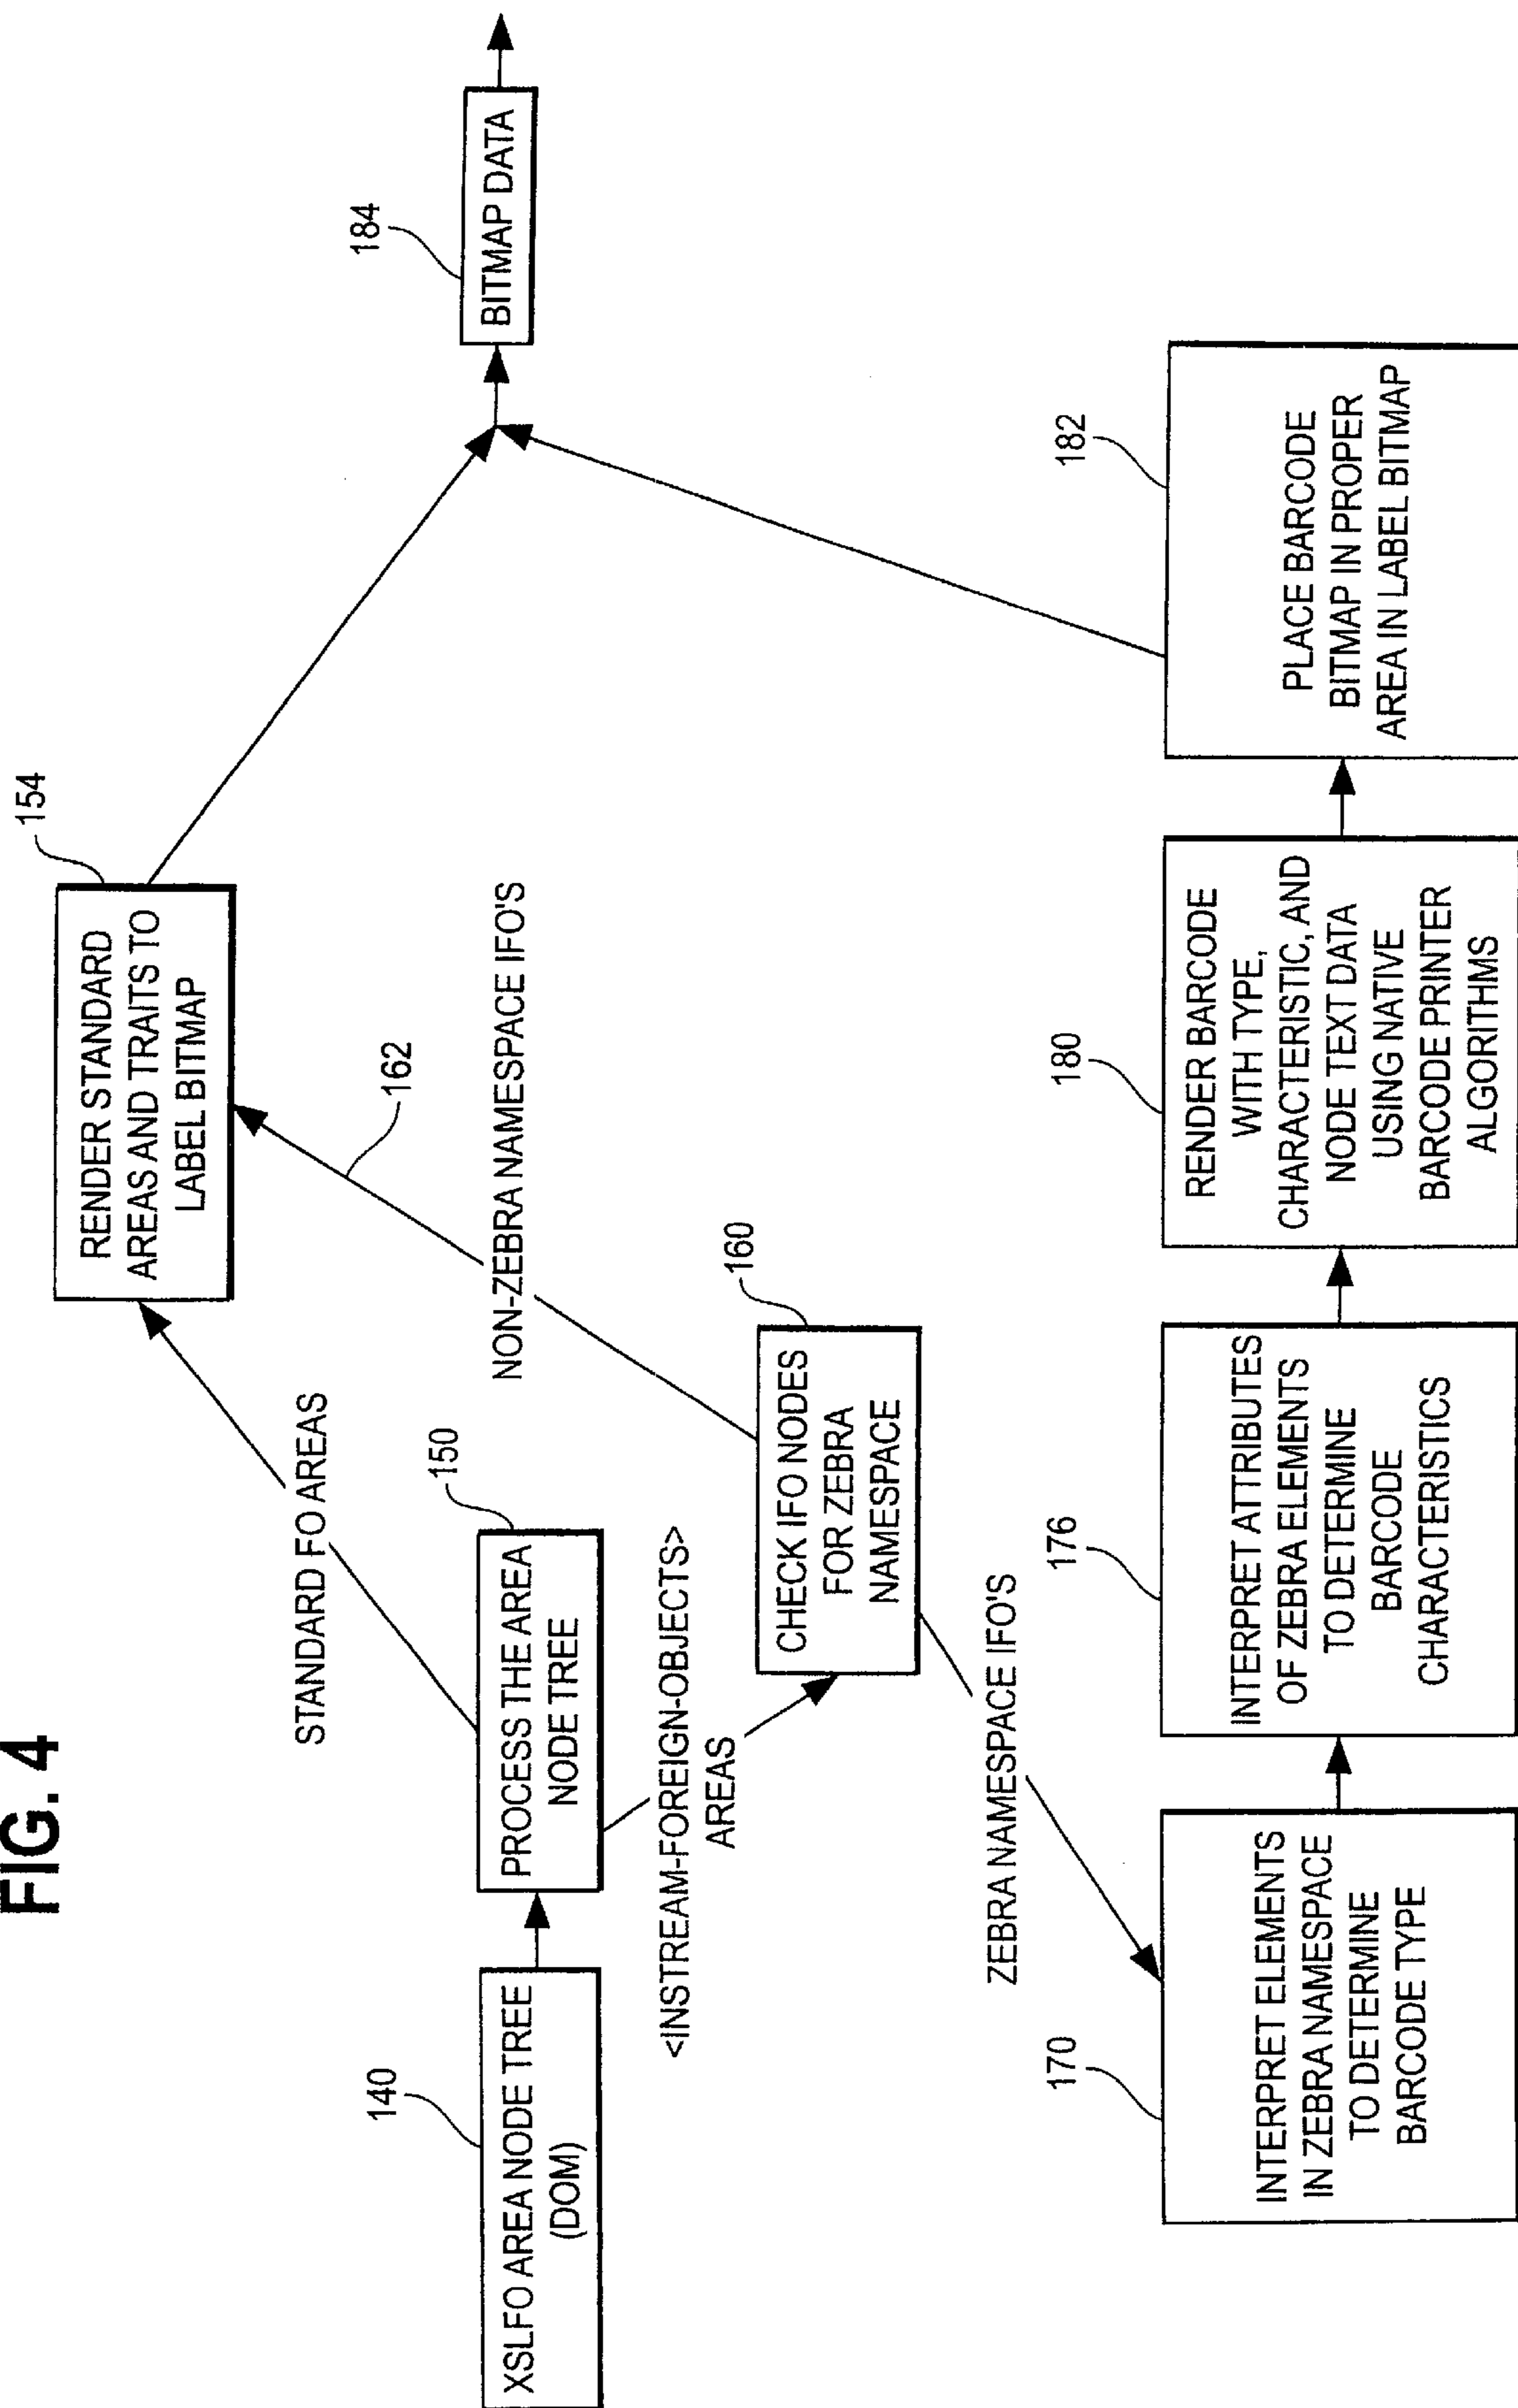 FIG. 4
140
XSLFO AREA NODE TREE
(DOM)
150
PROCESS THE AREA
NODE TREE
STANDARD FO AREAS
154
RENDER STANDARD
AREAS AND TRAITS TO
LABEL BITMAP
<INSTREAM-FOREIGN-OBJECTS>
AREAS
160
CHECK IFO NODES
FOR ZEBRA
NAMESPACE
162
NON-ZEBRA NAMESPACE IFO'S
ZEBRA NAMESPACE IFO'S
170
INTERPRET ELEMENTS
IN ZEBRA NAMESPACE
TO DETERMINE
BARCODE TYPE
176
INTERPRET ATTRIBUTES
OF ZEBRA ELEMENTS
TO DETERMINE
BARCODE
CHARACTERISTICS
180
RENDER BARCODE
WITH TYPE,
CHARACTERISTIC, AND
NODE TEXT DATA
USING NATIVE
BARCODE PRINTER
ALGORITHMS
182
PLACE BARCODE
BITMAP IN PROPER
AREA IN LABEL BITMAP
184
BITMAP DATA